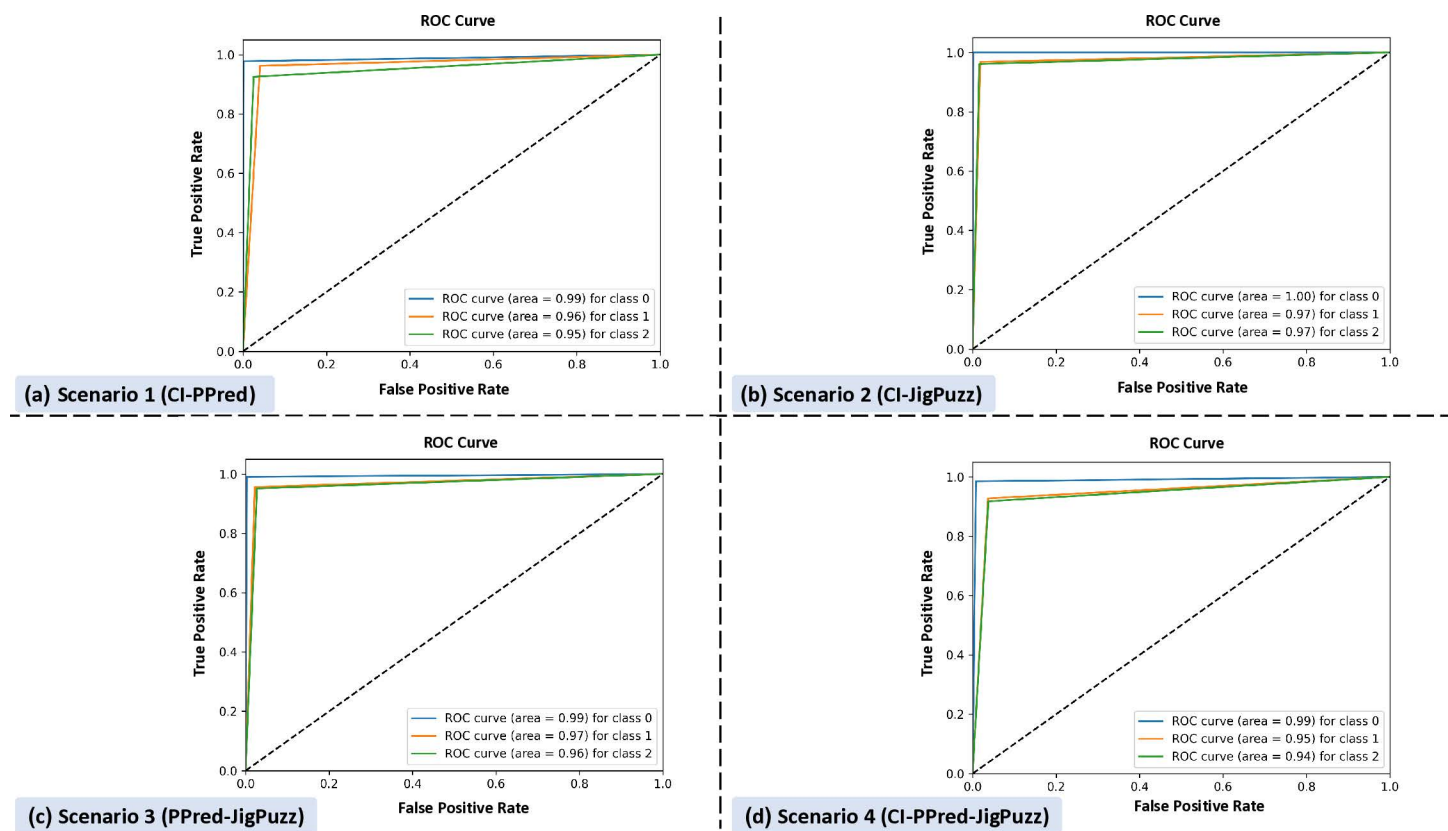 ROC Curve
True Positive Rate
1.0
0.8
0.6
0.4
0.2
0.0
ROC curve (area = 0.99) for class 0
ROC curve (area = 0.96) for class 1
ROC curve (area = 0.95) for class 2
0.0 0.2 0.4 0.6 0.8 1.0
False Positive Rate
(a) Scenario 1 (CI-PPred)
ROC Curve
True Positive Rate
1.0
0.8
0.6
0.4
0.2
0.0
ROC curve (area = 1.00) for class 0
ROC curve (area = 0.97) for class 1
ROC curve (area = 0.97) for class 2
0.0 0.2 0.4 0.6 0.8 1.0
False Positive Rate
(b) Scenario 2 (CI-JigPuzz)
ROC Curve
True Positive Rate
1.0
0.8
0.6
0.4
0.2
0.0
ROC curve (area = 0.99) for class 0
ROC curve (area = 0.97) for class 1
ROC curve (area = 0.96) for class 2
0.0 0.2 0.4 0.6 0.8 1.0
False Positive Rate
(c) Scenario 3 (PPred-JigPuzz)
ROC Curve
True Positive Rate
1.0
0.8
0.6
0.4
0.2
0.0
ROC curve (area = 0.99) for class 0
ROC curve (area = 0.95) for class 1
ROC curve (area = 0.94) for class 2
0.0 0.2 0.4 0.6 0.8 1.0
False Positive Rate
(d) Scenario 4 (CI-PPred-JigPuzz)